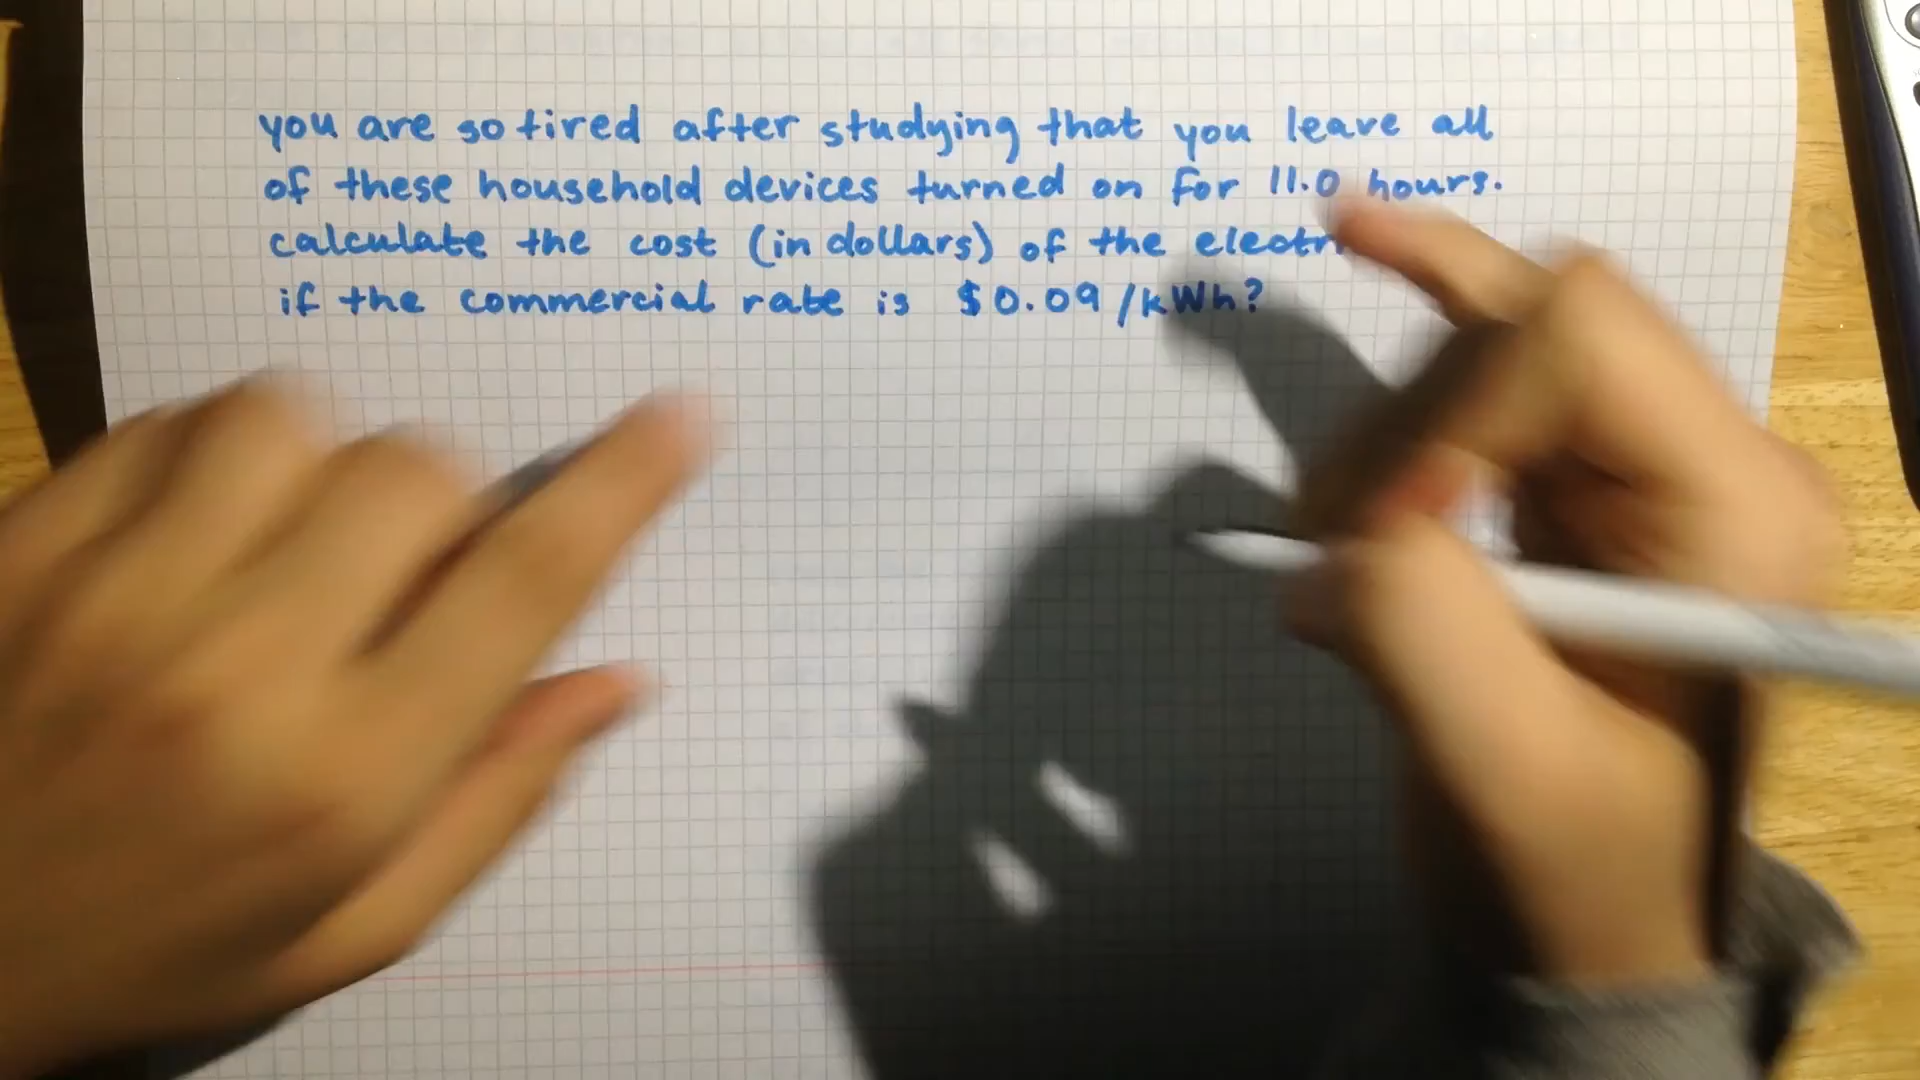 you are so tired after studying that you leave all
of these household devices turned on for 11.0 hours.
calculate the cost (in dollars) of the
if the commercial rate is $0.09/kWh?